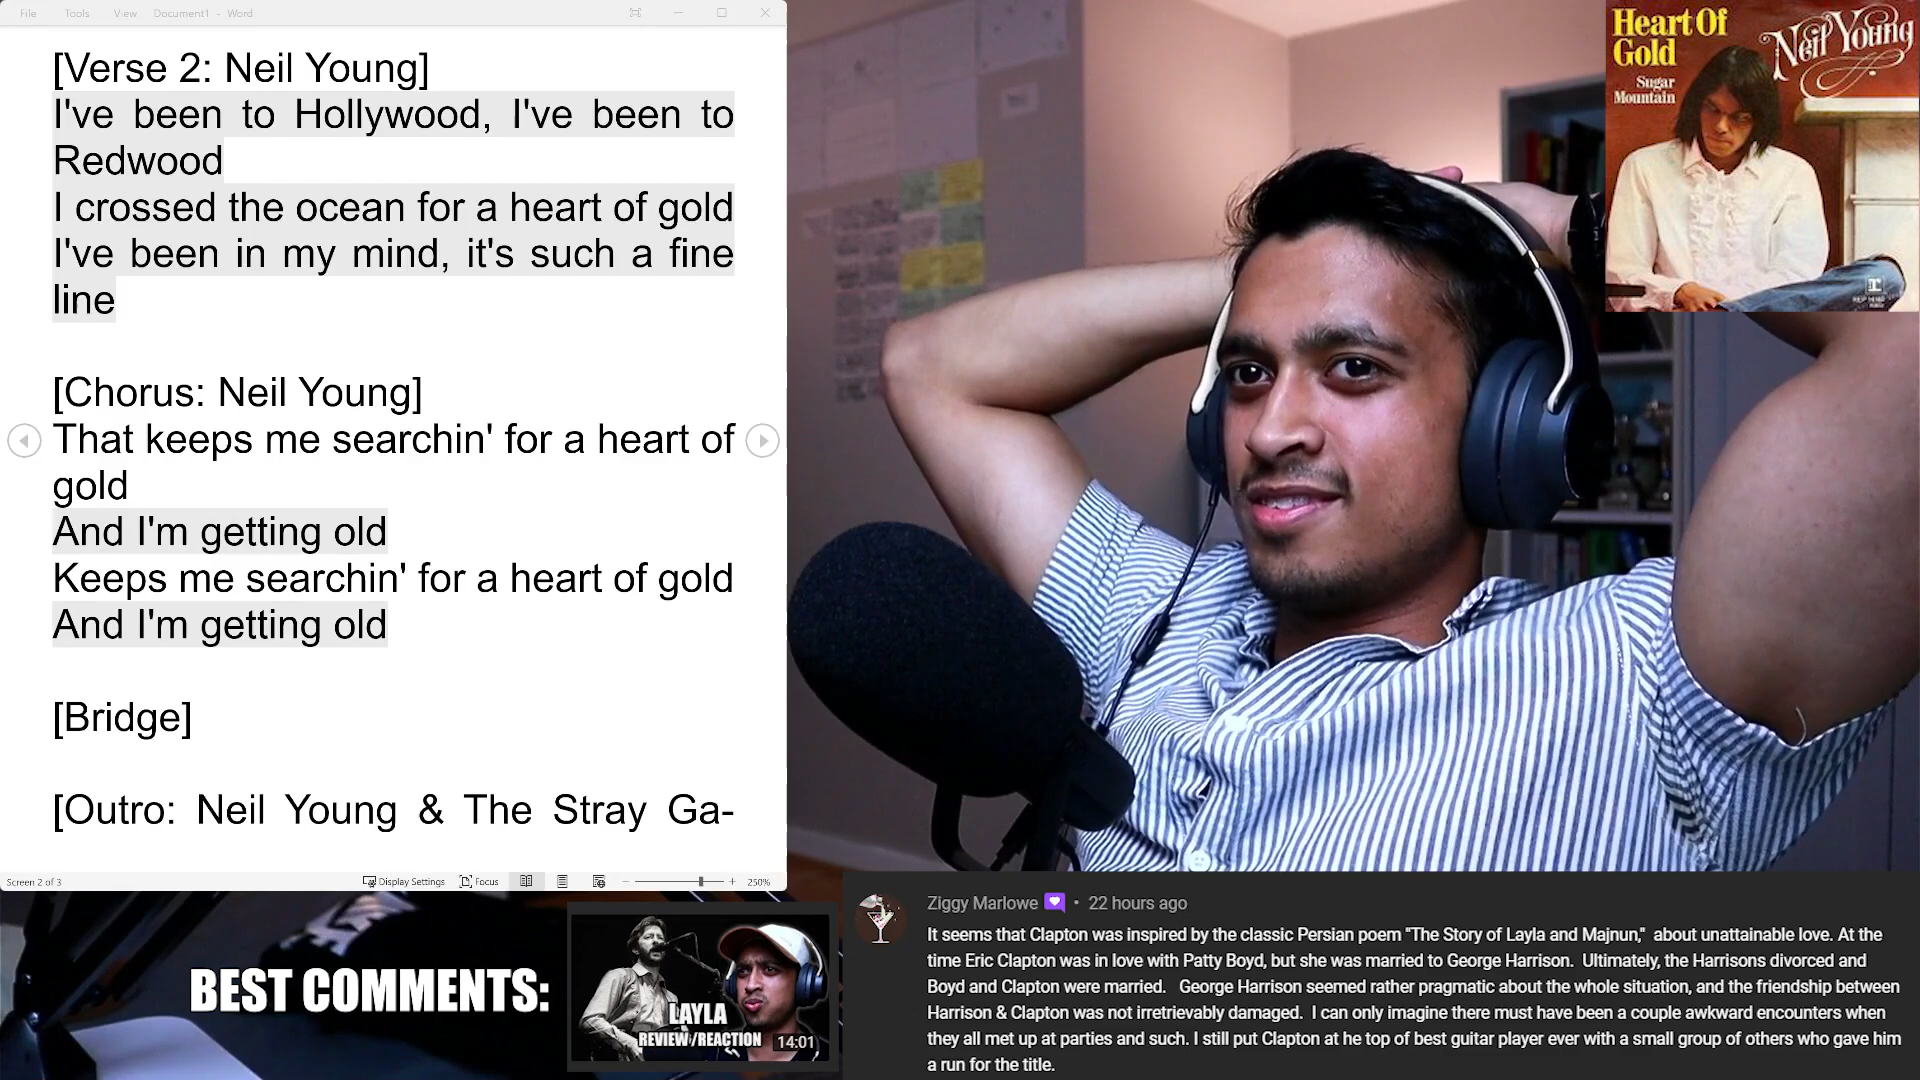 File Tools View Document1 - Word
[Verse 2: Neil Young]
I've been to Hollywood, I've been to
Redwood
I crossed the ocean for a heart of gold
I've been in my mind, it's such a fine
line
[Chorus: Neil Young]
That keeps me searchin' for a heart of
gold
And I'm getting old
Keeps me searchin' for a heart of gold
And I'm getting old
[Bridge]
[Outro: Neil Young & The Stray Ga-
Screen 2 of 3 Display Settings Focus 250%
Heart Of
Gold
Neil Young
Sugar
Mountain
BEST COMMENTS:
LAYLA
REVIEW/REACTION
14:01
Ziggy Marlowe • 22 hours ago
It seems that Clapton was inspired by the classic Persian poem "The Story of Layla and Majnun," about unattainable love. At the
time Eric Clapton was in love with Patty Boyd, but she was married to George Harrison. Ultimately, the Harrisons divorced and
Boyd and Clapton were married. George Harrison seemed rather pragmatic about the whole situation, and the friendship between
Harrison & Clapton was not irretrievably damaged. I can only imagine there must have been a couple awkward encounters when
they all met up at parties and such. I still put Clapton at he top of best guitar player ever with a small group of others who gave him
a run for the title.